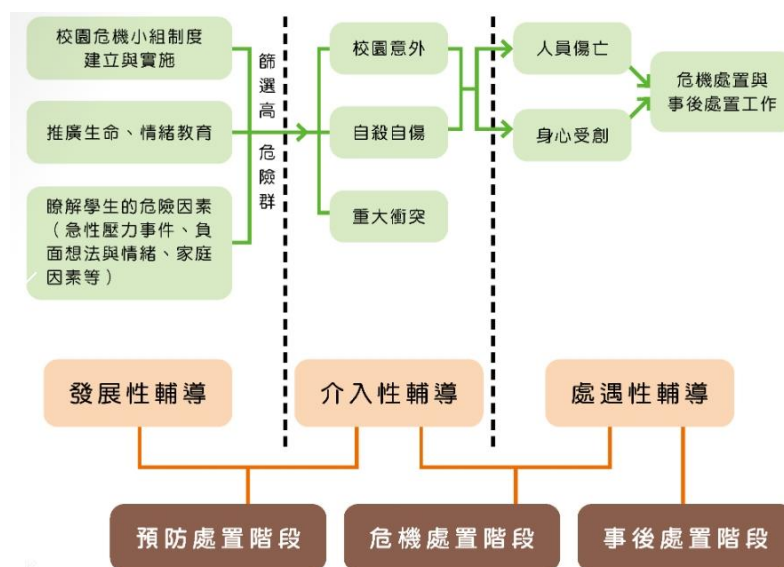 校園危機小組制度
建立與實施
推廣生命、情緒教育
瞭解學生的危險因素
（急性壓力事件、負
面想法與情緒、家庭
因素等）
篩選高危險群
校園意外
自殺自傷
重大衝突
人員傷亡
身心受創
危機處置與
事後處置工作
發展性輔導
介入性輔導
處遇性輔導
預防處置階段
危機處置階段
事後處置階段